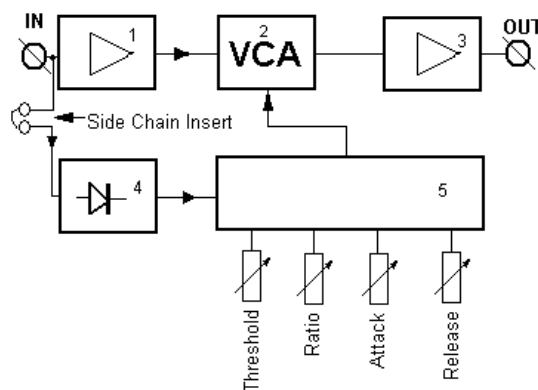 IN
1
2
VCA
3
OUT
Side Chain Insert
4
5
Threshold
Ratio
Attack
Release